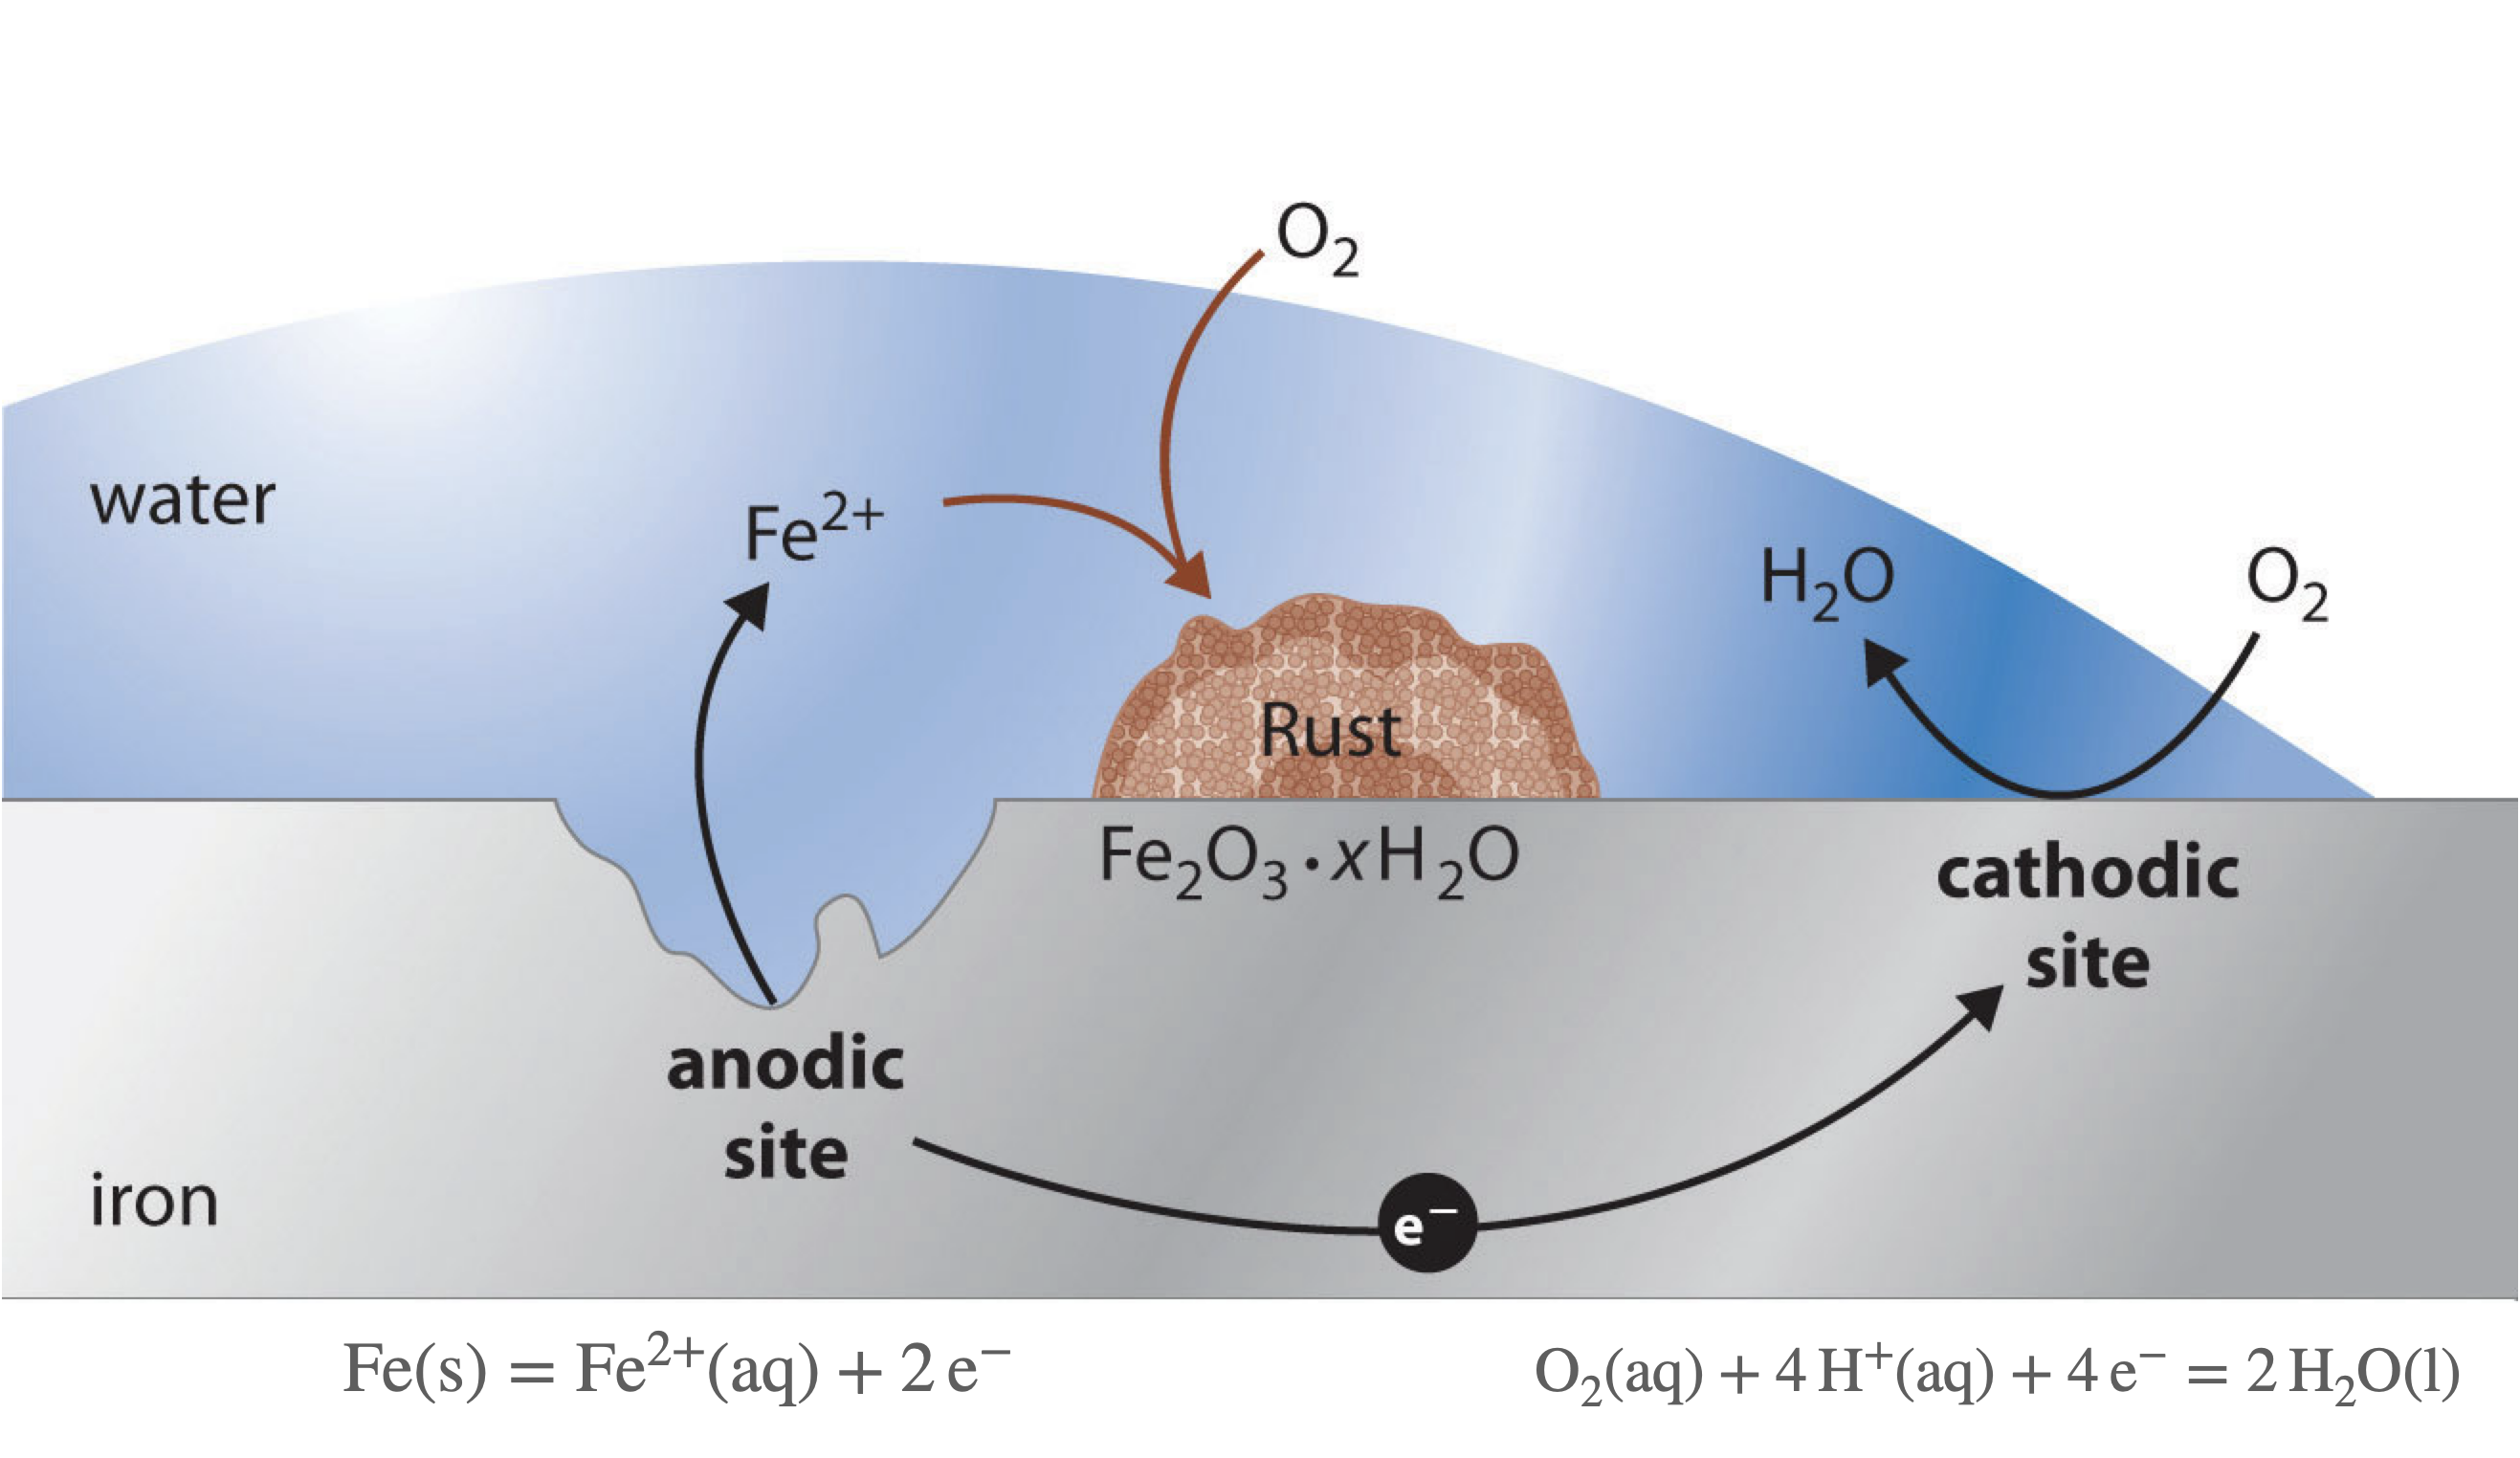 O₂
water
Fe²⁺
H₂O
O₂
Rust
Fe₂O₃ · xH₂O
cathodic
site
anodic
site
iron
e⁻
Fe(s) = Fe²⁺(aq) + 2 e⁻
O₂(aq) + 4 H⁺(aq) + 4 e⁻ = 2 H₂O(l)